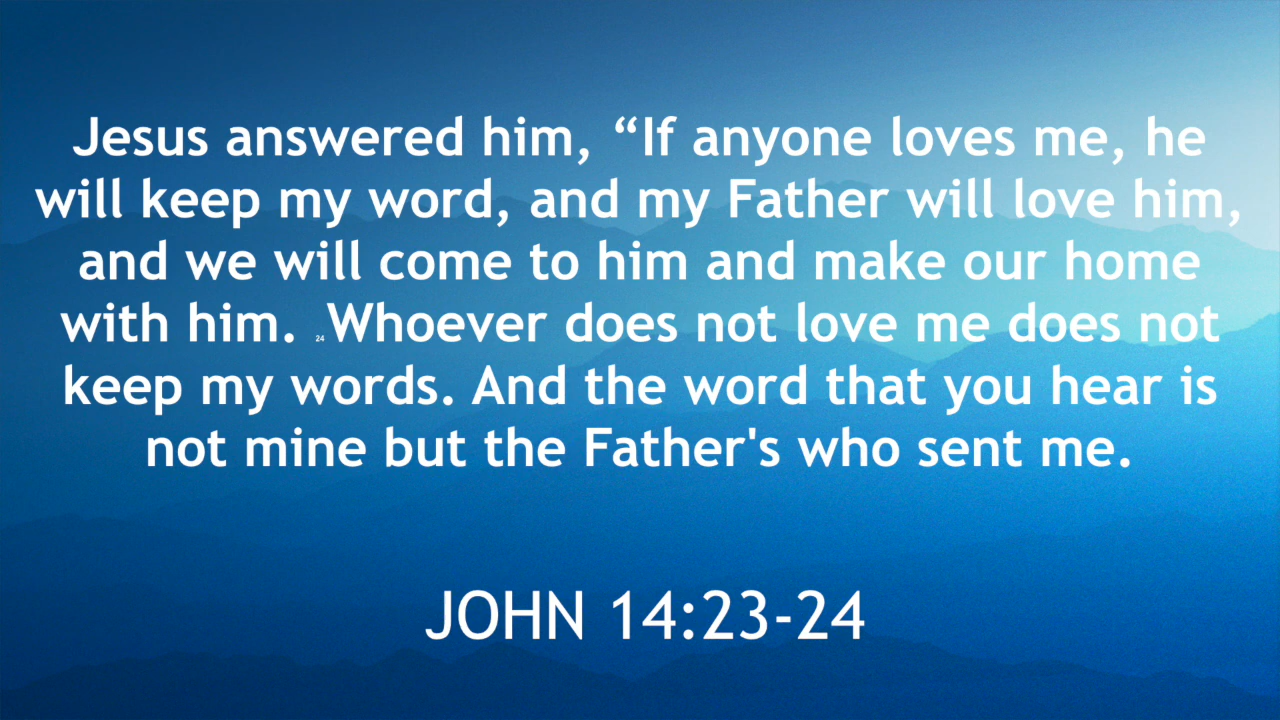 Jesus answered him, “If anyone loves me, he
will keep my word, and my Father will love him,
and we will come to him and make our home
with him. 24Whoever does not love me does not
keep my words. And the word that you hear is
not mine but the Father's who sent me.
JOHN 14:23-24